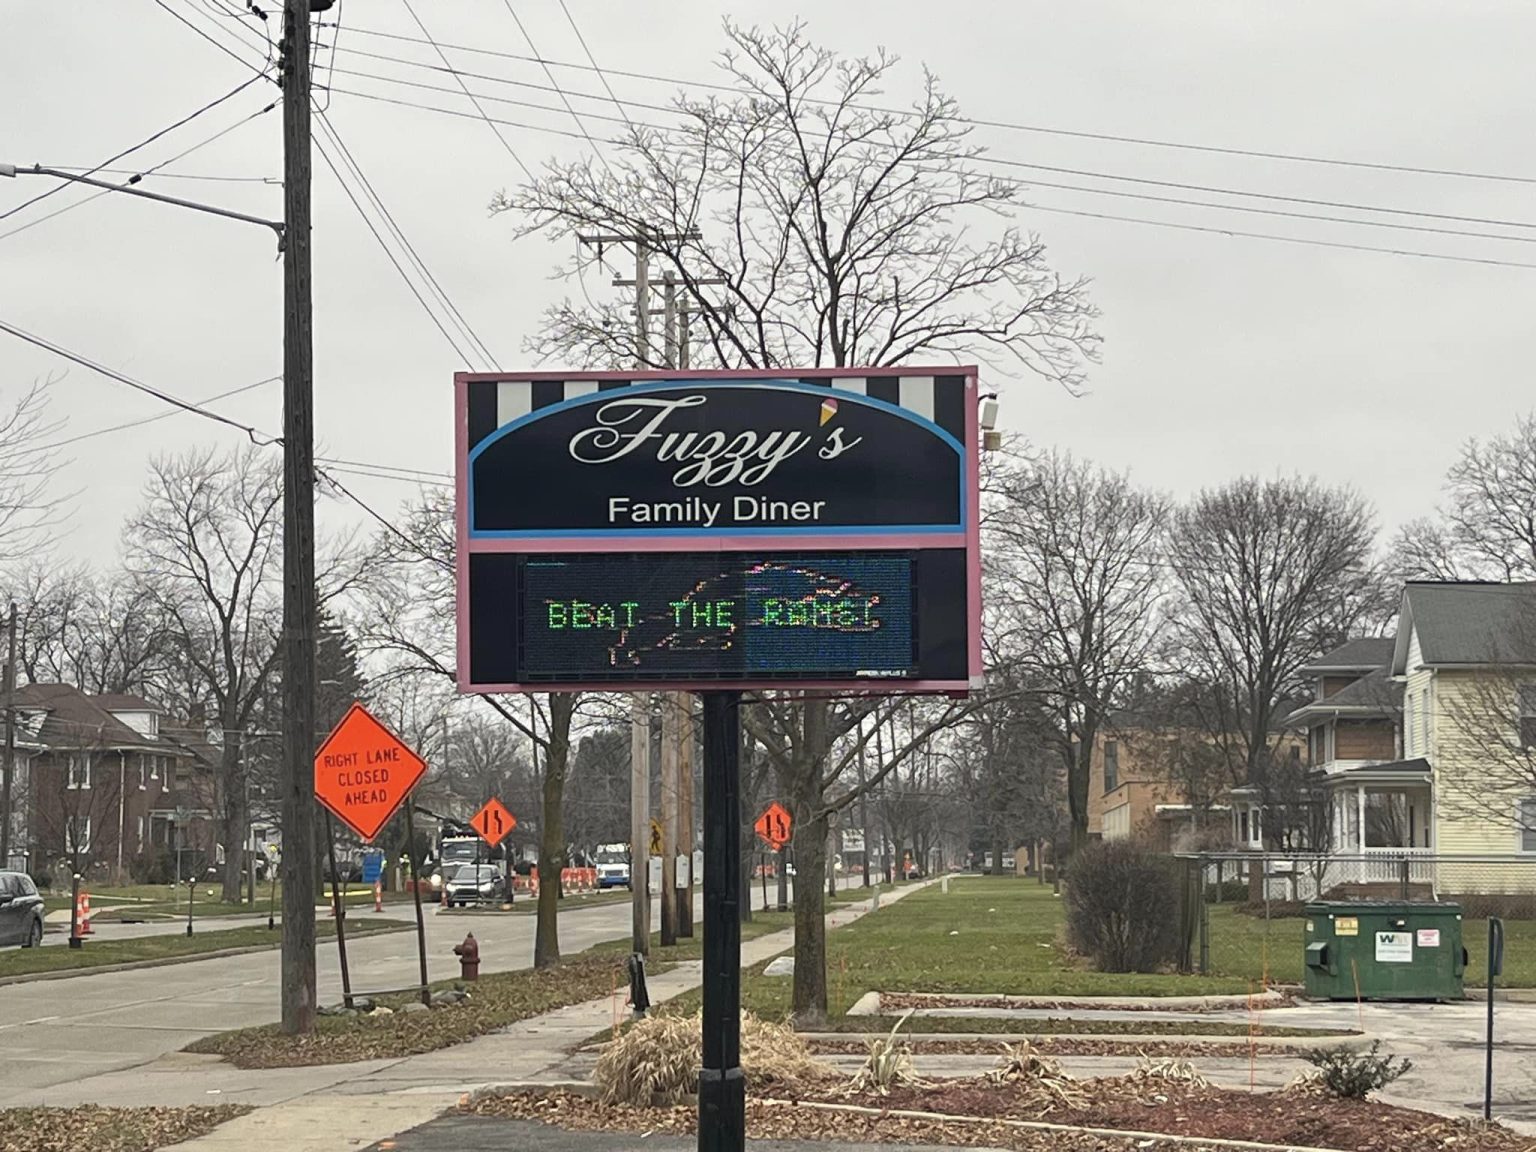 Fuzzy's
Family Diner
BEAT THE RAMS!
RIGHT LANE
CLOSED
AHEAD